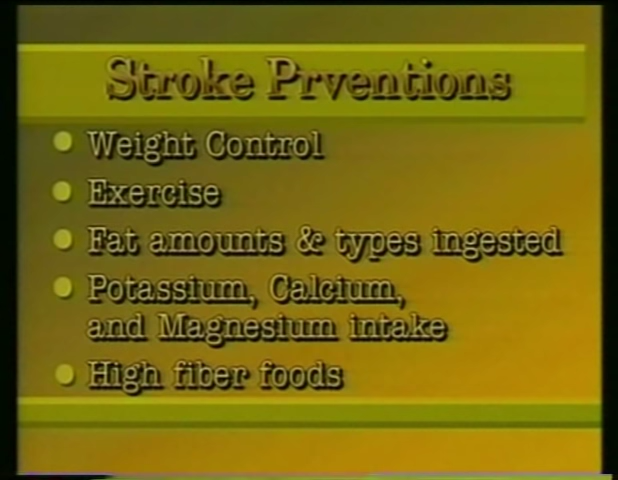 Stroke Prventions
Weight Control
Exercise
Fat amounts & types ingested
Potassium, Calcium,
and Magnesium intake
High fiber foods